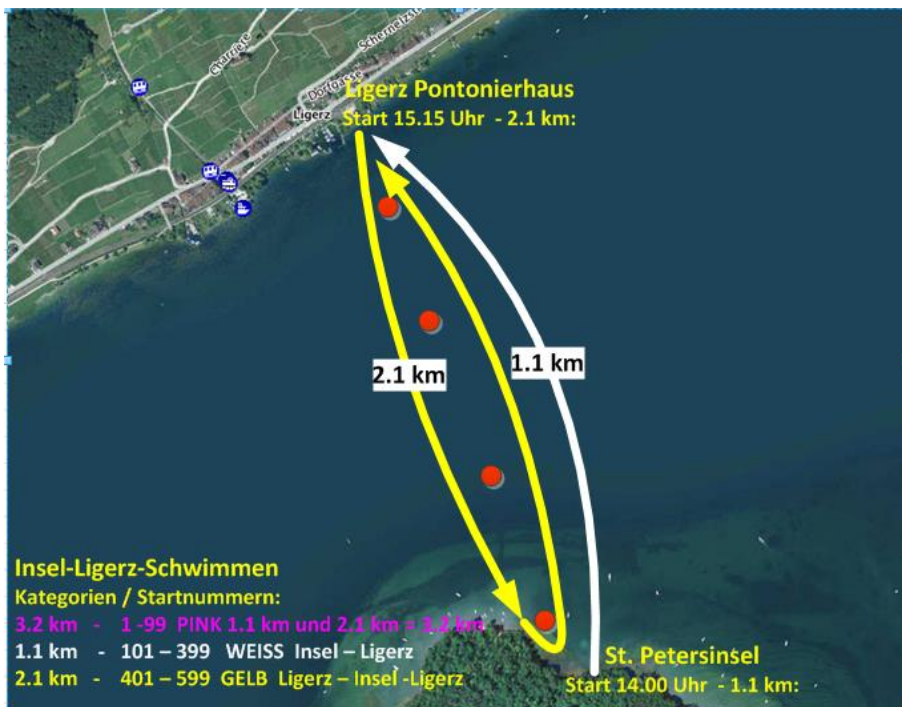 Schernetzstr
Charrière
Dorfgasse
Ligerz
Ligerz Pontonierhaus
Start 15.15 Uhr - 2.1 km:
1.1 km
2.1 km
Insel-Ligerz-Schwimmen
Kategorien / Startnummern:
3.2 km - 1 -99 PINK 1.1 km und 2.1 km = 3.2 km
1.1 km - 101 – 399 WEISS Insel – Ligerz
2.1 km - 401 – 599 GELB Ligerz – Insel -Ligerz
St. Petersinsel
Start 14.00 Uhr - 1.1 km: